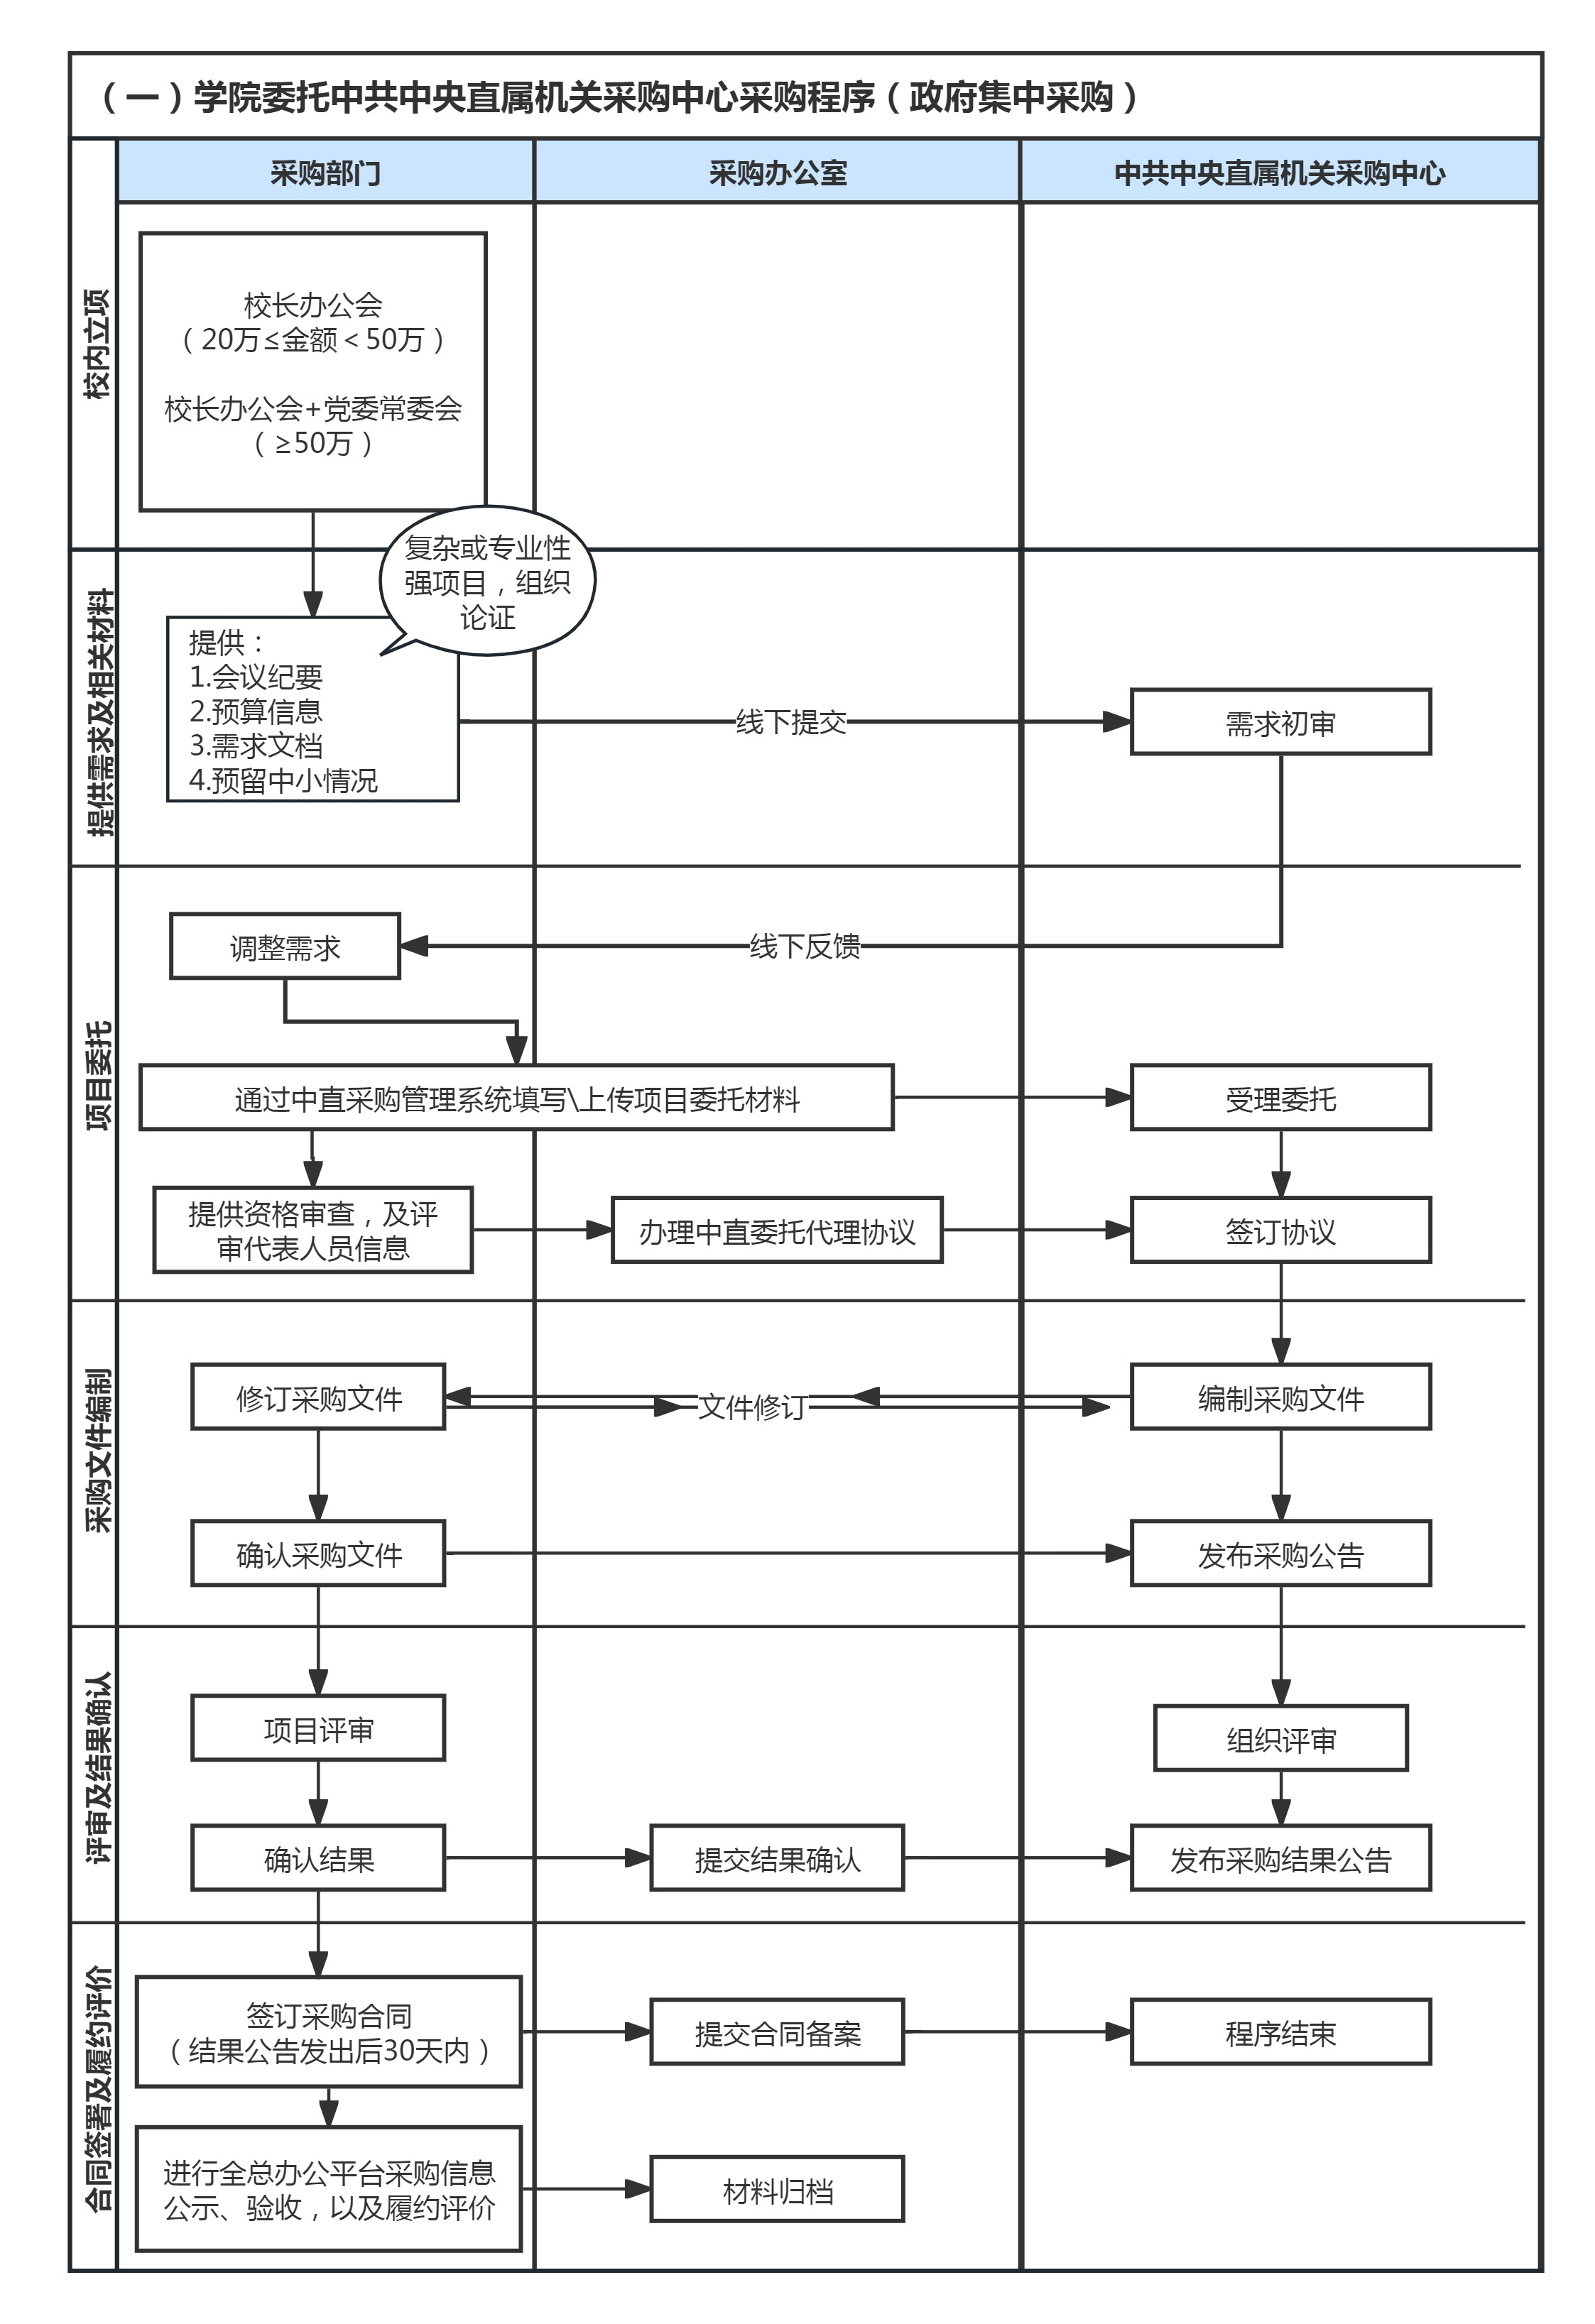 （一）学院委托中共中央直属机关采购中心采购程序（政府集中采购）
采购部门
采购办公室
中共中央直属机关采购中心
校内立项
校长办公会
（20万≤金额＜50万）
校长办公会+党委常委会
（≥50万）
提供需求及相关材料
复杂或专业性
强项目，组织
论证
提供：
1.会议纪要
2.预算信息
3.需求文档
4.预留中小情况
线下提交
需求初审
项目委托
调整需求
线下反馈
通过中直采购管理系统填写\上传项目委托材料
受理委托
提供资格审查，及评
审代表人员信息
办理中直委托代理协议
签订协议
采购文件编制
修订采购文件
文件修订
编制采购文件
确认采购文件
发布采购公告
评审及结果确认
项目评审
组织评审
确认结果
提交结果确认
发布采购结果公告
合同签署及履约评价
签订采购合同
（结果公告发出后30天内）
提交合同备案
程序结束
进行全总办公平台采购信息
公示、验收，以及履约评价
材料归档